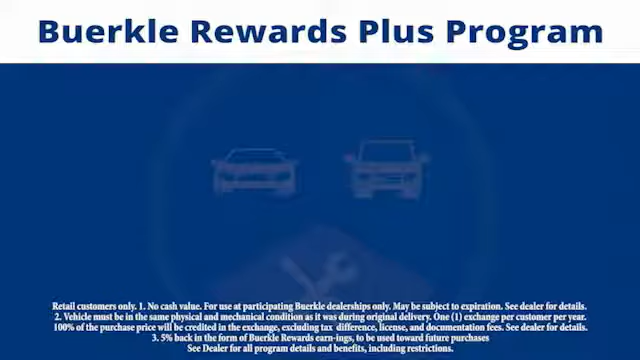 Buerkle Rewards Plus Program
Retail customers only. 1. No cash value. For use at participating Buerkle dealerships only. May be subject to expiration. See dealer for details.
2. Vehicle must be in the same physical and mechanical condition as it was during original delivery. One (1) exchange per customer per year.
100% of the purchase price will be credited in the exchange, excluding tax difference, license, and documentation fees. See dealer for details.
3. 5% back in the form of Buerkle Rewards earn-ings, to be used toward future purchases
See Dealer for all program details and benefits, including restrictions.